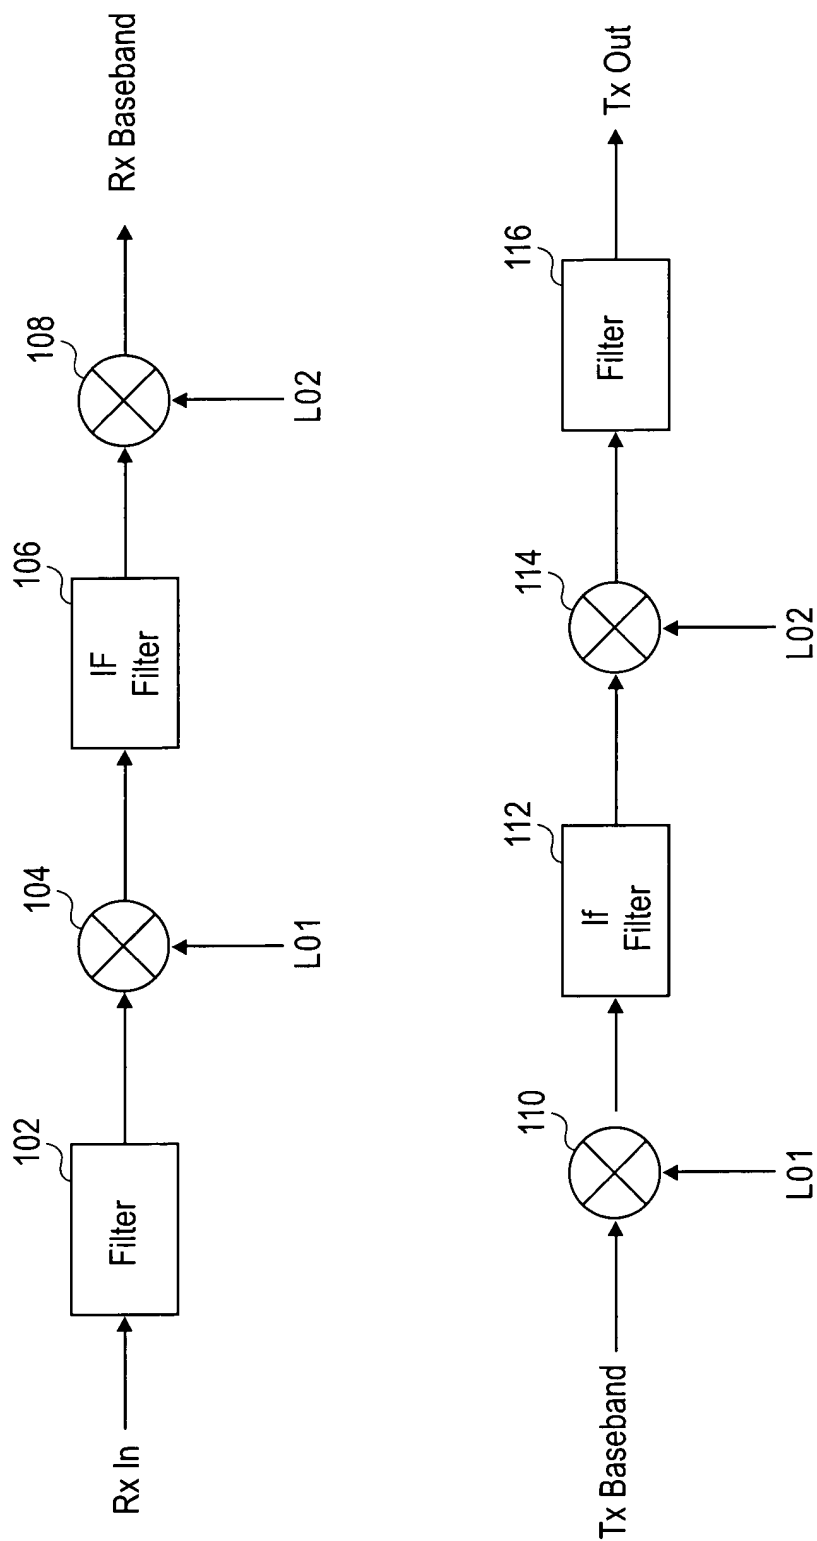 Rx In
102
Filter
104
L01
106
IF
Filter
108
L02
Rx Baseband
Tx Baseband
110
L01
112
If
Filter
114
L02
116
Filter
Tx Out